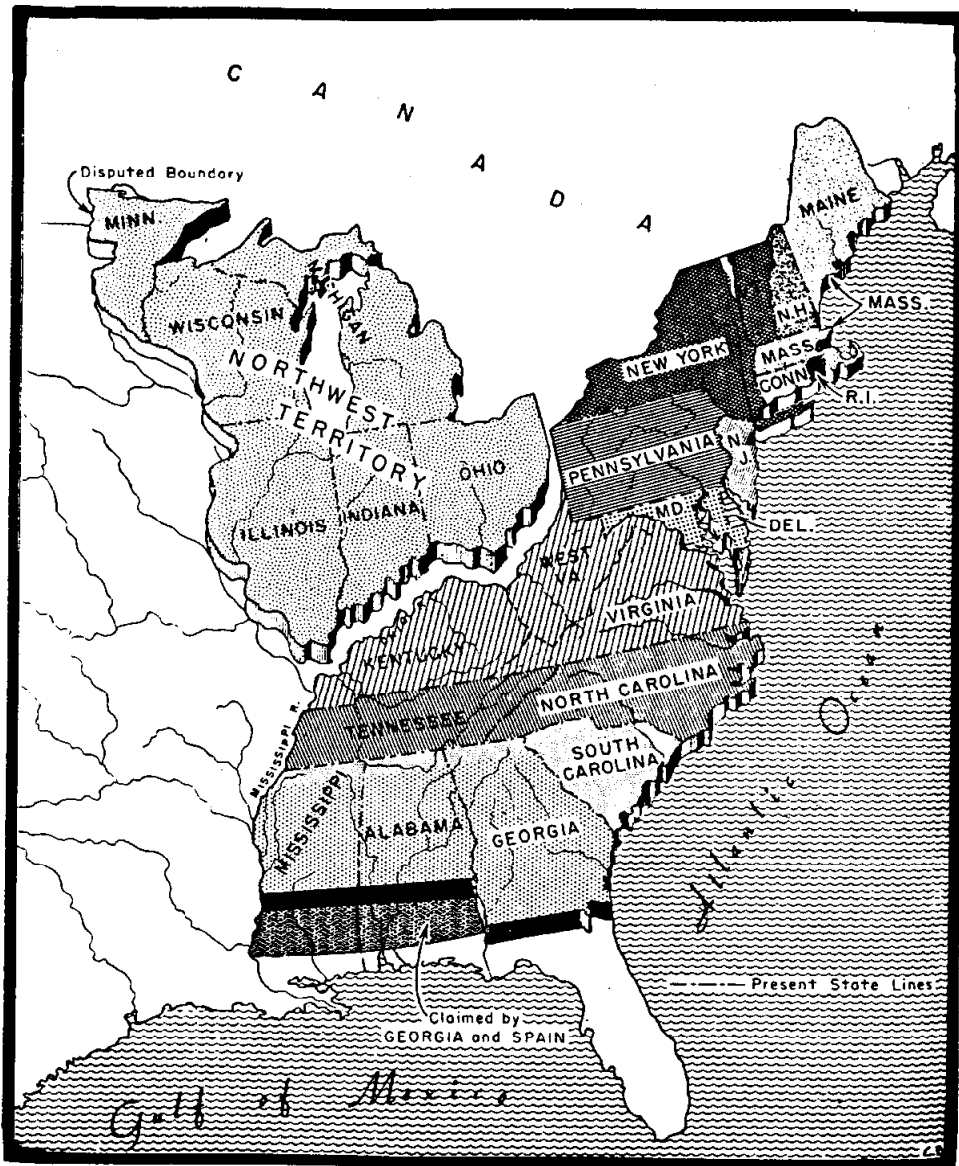 CANADA
Disputed Boundary
MINN.
MAINE
WISCONSIN
MICHIGAN
N.H.
MASS.
NORTHWEST
TERRITORY
NEW YORK
MASS.
CONN.
R.I.
OHIO
PENNSYLVANIA
N.
J.
ILLINOIS
INDIANA
MD.
DEL.
WEST
VA.
VIRGINIA
KENTUCKY
NORTH CAROLINA
TENNESSEE
MISSISSIPPI R.
SOUTH
CAROLINA
MISSISSIPPI
ALABAMA
GEORGIA
Atlantic Ocean
Present State Lines
Claimed by
GEORGIA and SPAIN
Gulf of Mexico